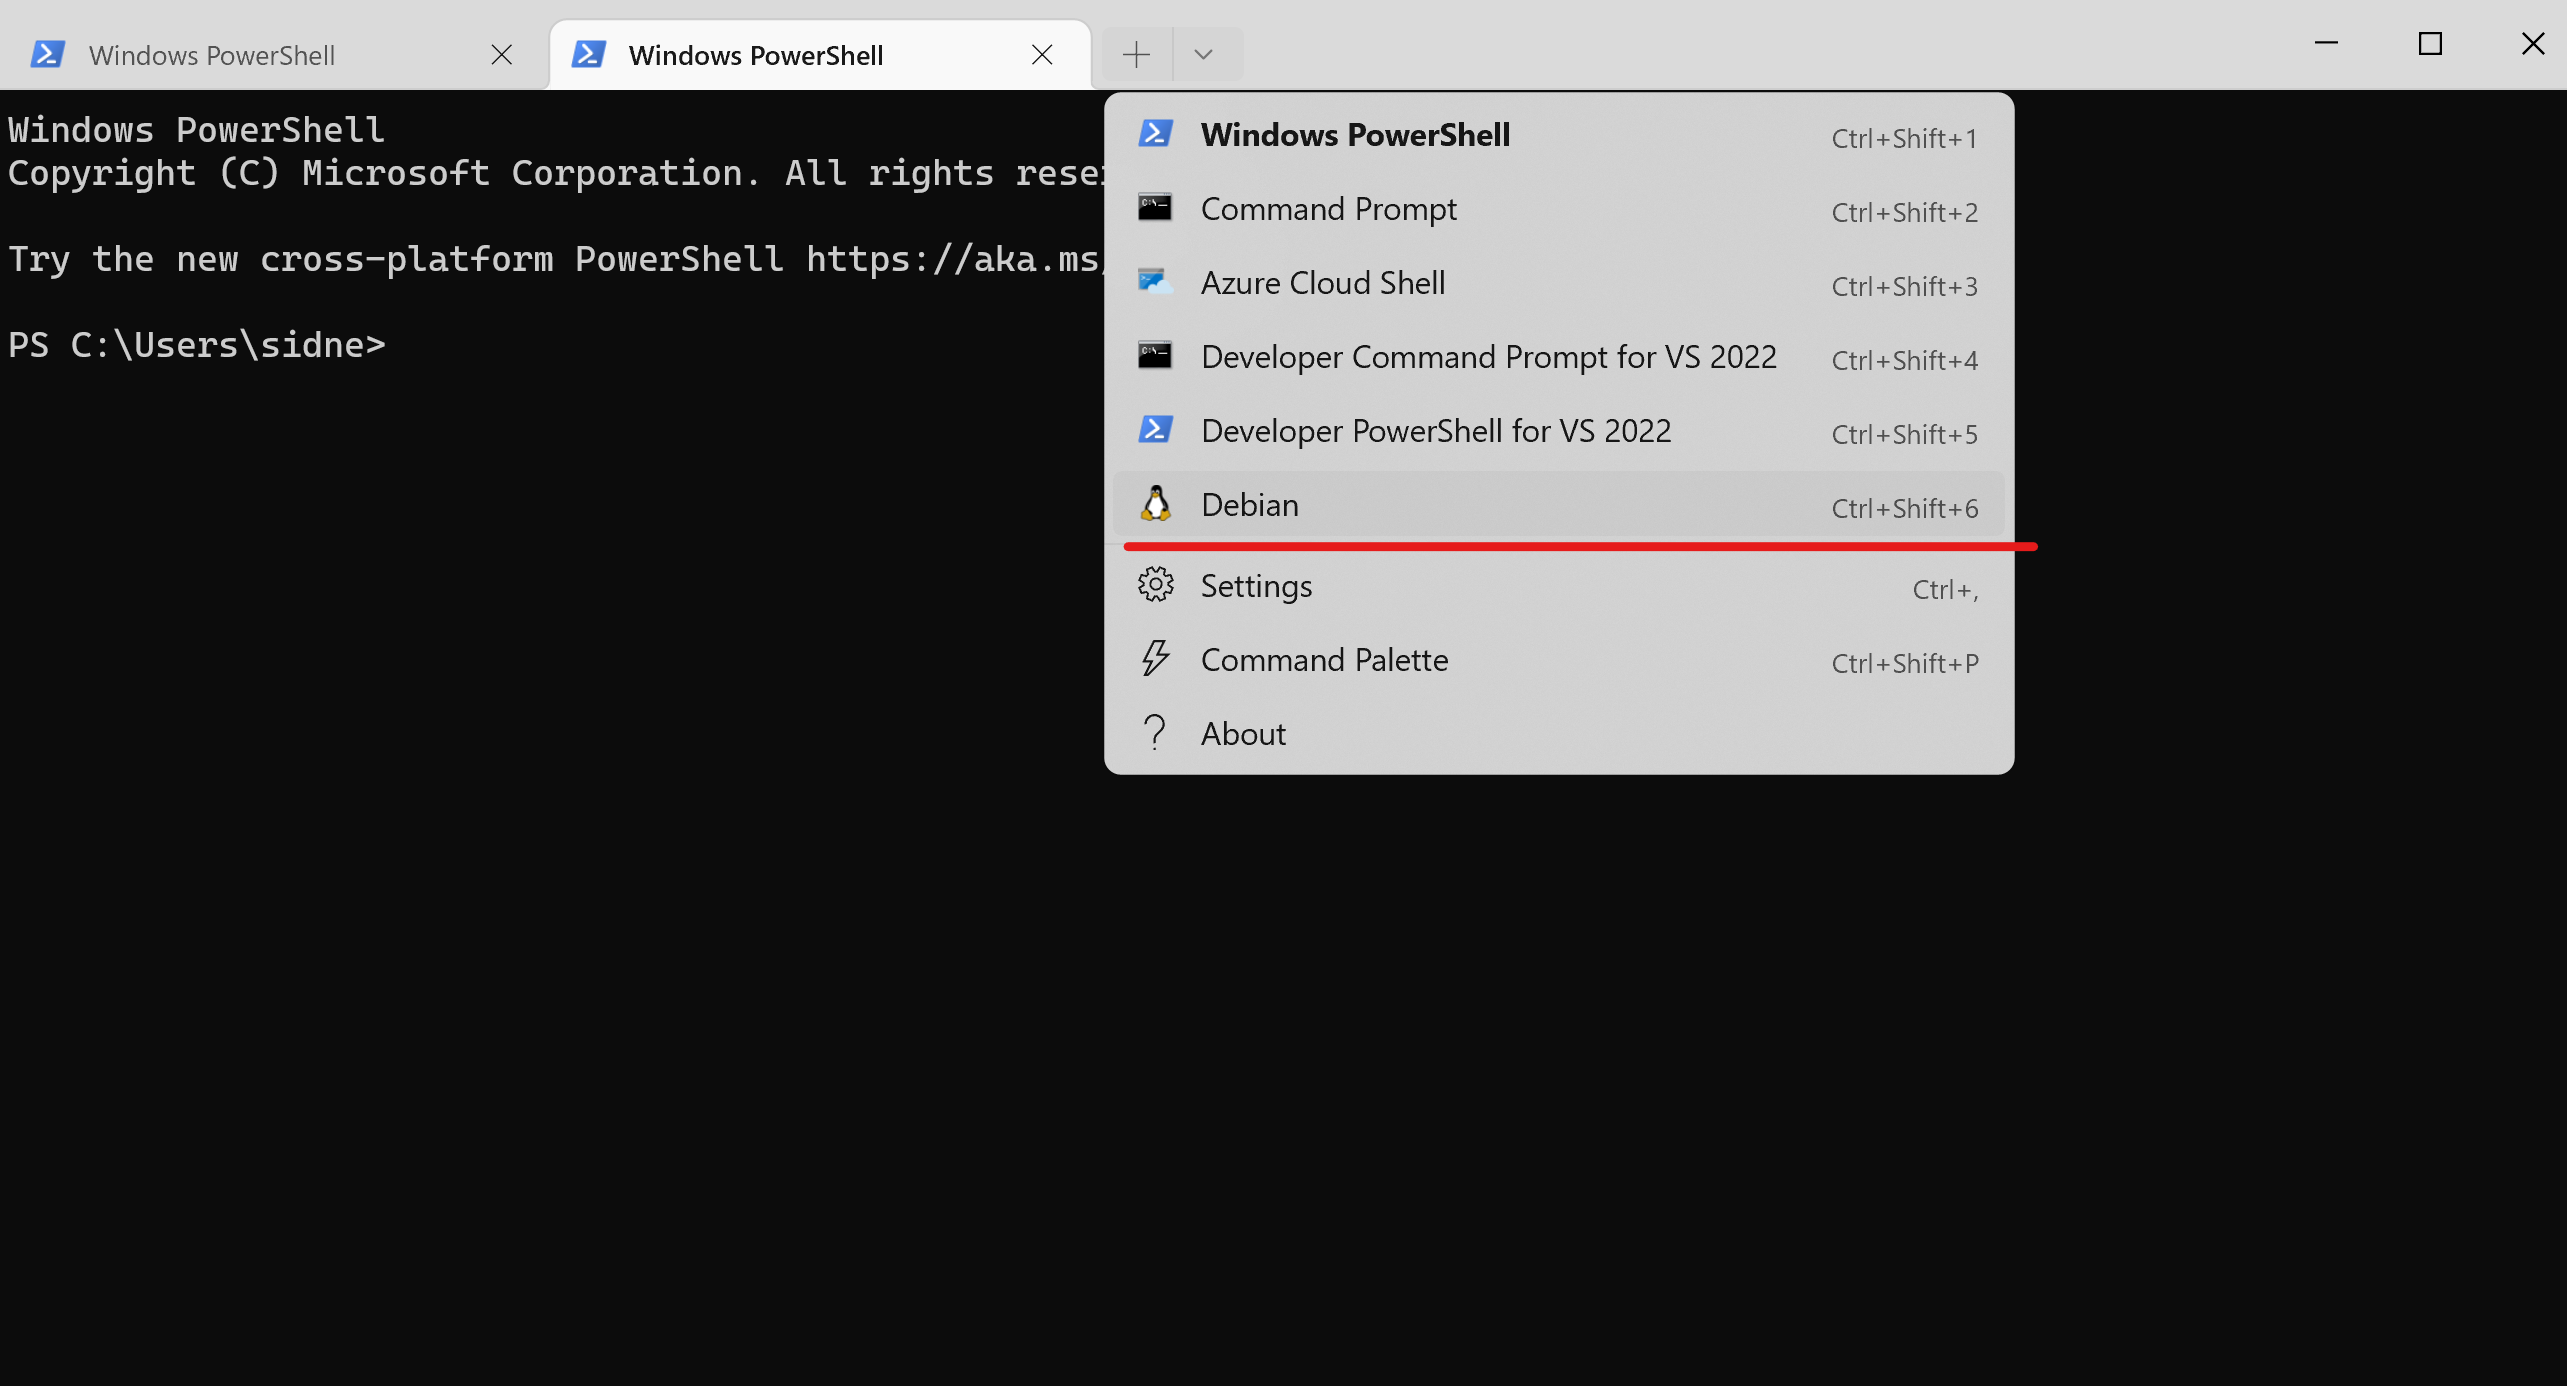 Windows PowerShell
Windows PowerShell
Windows PowerShell
Copyright (C) Microsoft Corporation. All rights
Try the new cross-platform PowerShell https://aka.ms/
PS C:\Users\sidne>
Windows PowerShell Ctrl+Shift+1
Command Prompt Ctrl+Shift+2
Azure Cloud Shell Ctrl+Shift+3
Developer Command Prompt for VS 2022 Ctrl+Shift+4
Developer PowerShell for VS 2022 Ctrl+Shift+5
Debian Ctrl+Shift+6
Settings Ctrl+,
Command Palette Ctrl+Shift+P
About